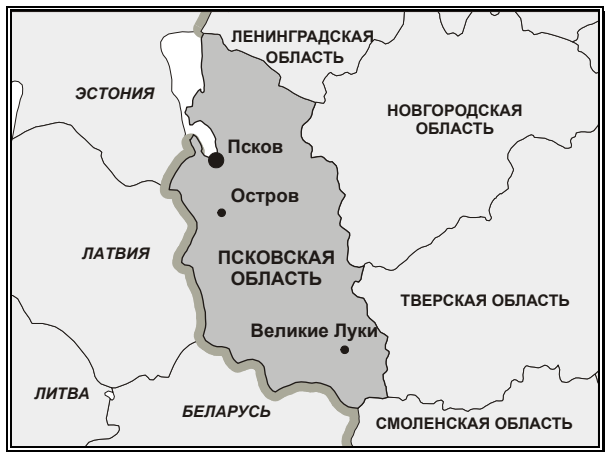 ЛЕНИНГРАДСКАЯ
ОБЛАСТЬ
ЭСТОНИЯ
НОВГОРОДСКАЯ
ОБЛАСТЬ
Псков
Остров
ЛАТВИЯ
ПСКОВСКАЯ
ОБЛАСТЬ
ТВЕРСКАЯ ОБЛАСТЬ
Великие Луки
ЛИТВА
БЕЛАРУСЬ
СМОЛЕНСКАЯ ОБЛАСТЬ